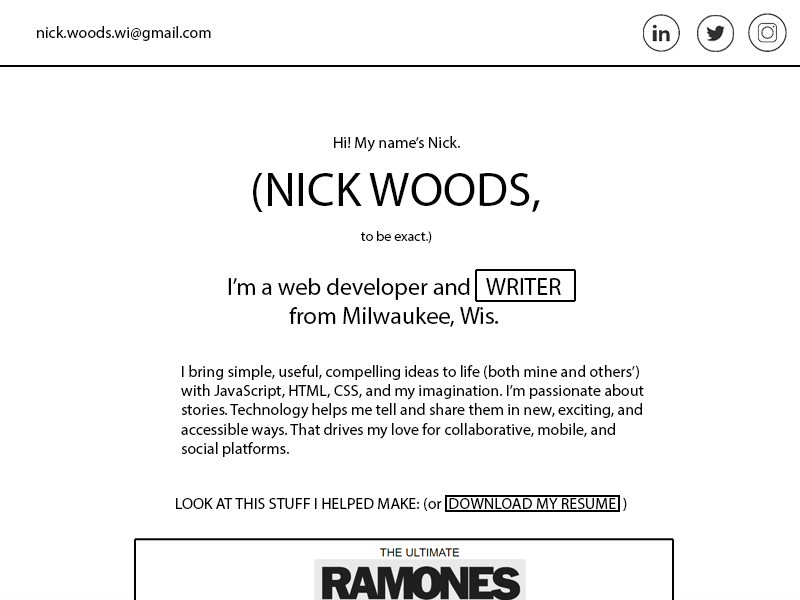 nick.woods.wi@gmail.com
in
Hi! My name's Nick.
(NICK WOODS,
to be exact.)
I'm a web developer and WRITER
from Milwaukee, Wis.
I bring simple, useful, compelling ideas to life (both mine and others')
with JavaScript, HTML, CSS, and my imagination. I'm passionate about
stories. Technology helps me tell and share them in new, exciting, and
accessible ways. That drives my love for collaborative, mobile, and
social platforms.
LOOK AT THIS STUFF I HELPED MAKE: (or DOWNLOAD MY RESUME )
THE ULTIMATE
RAMONES